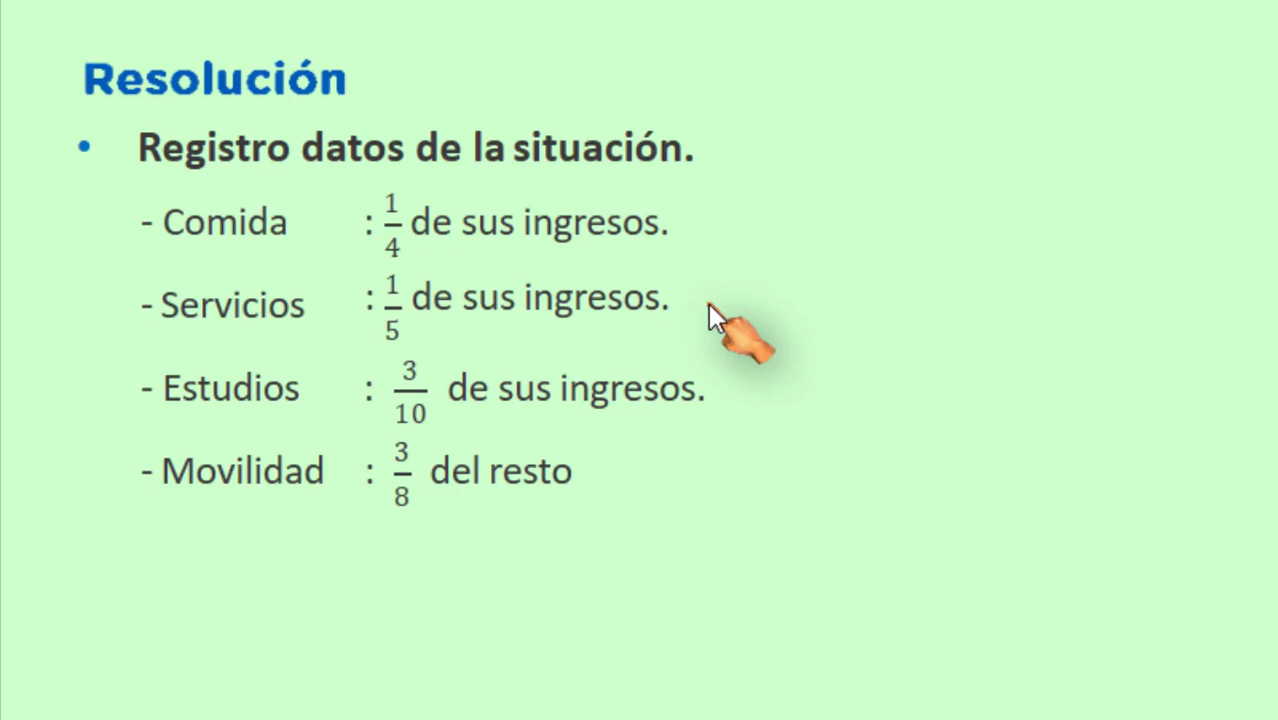 Resolución
• Registro datos de la situación.
- Comida : 1/4 de sus ingresos.
- Servicios : 1/5 de sus ingresos.
- Estudios : 3/10 de sus ingresos.
- Movilidad : 3/8 del resto